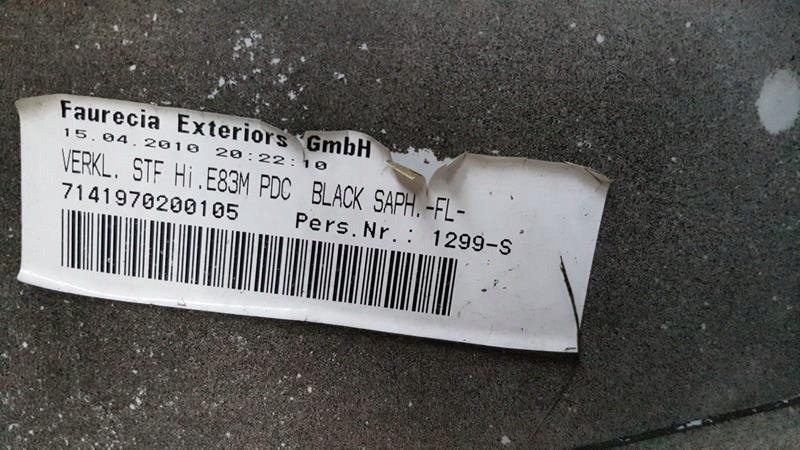 Faurecia Exteriors GmbH
15.04.2010 20:22:10
VERKL. STF Hi.E83M PDC BLACK SAPH.-FL-
7141970200105 Pers.Nr.: 1299-S